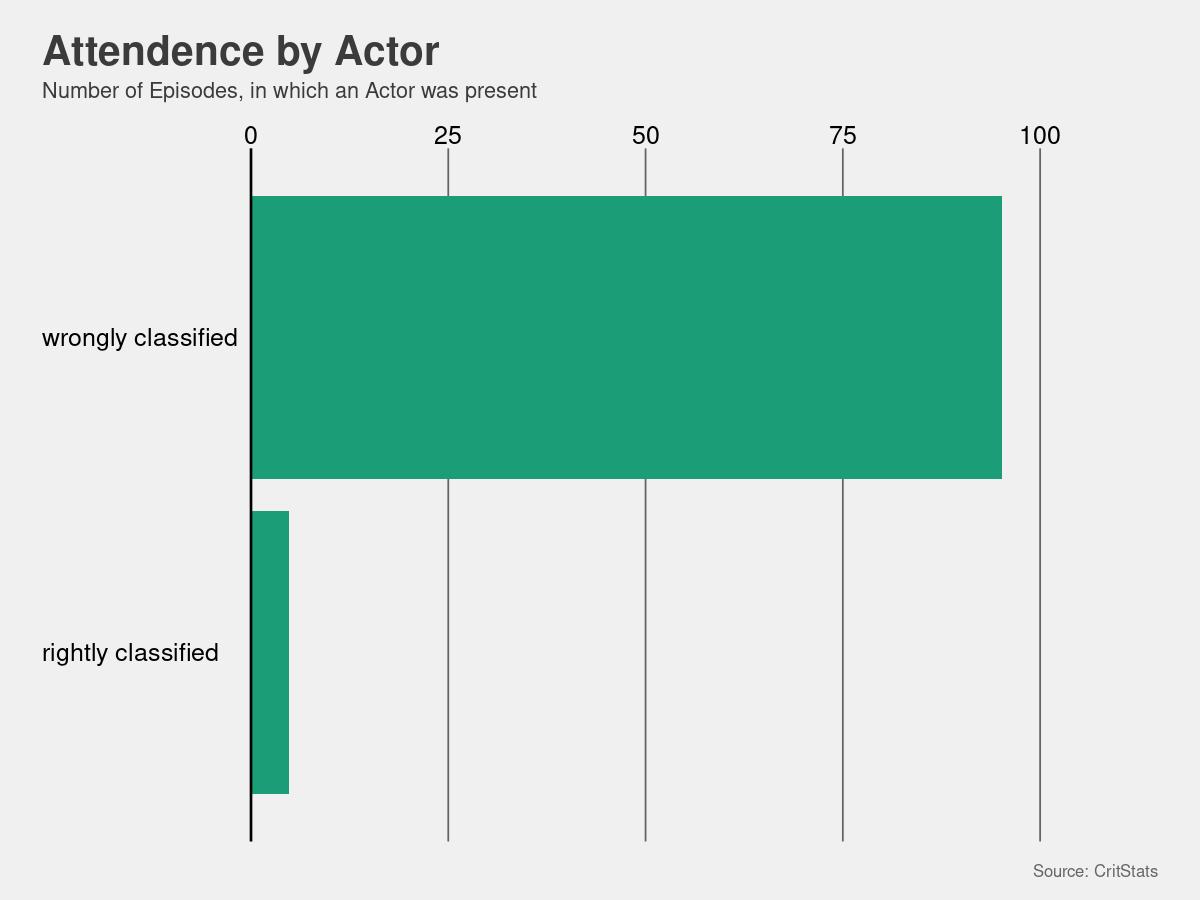 Attendence by Actor
Number of Episodes, in which an Actor was present
0 25 50 75 100
wrongly classified
rightly classified
Source: CritStats